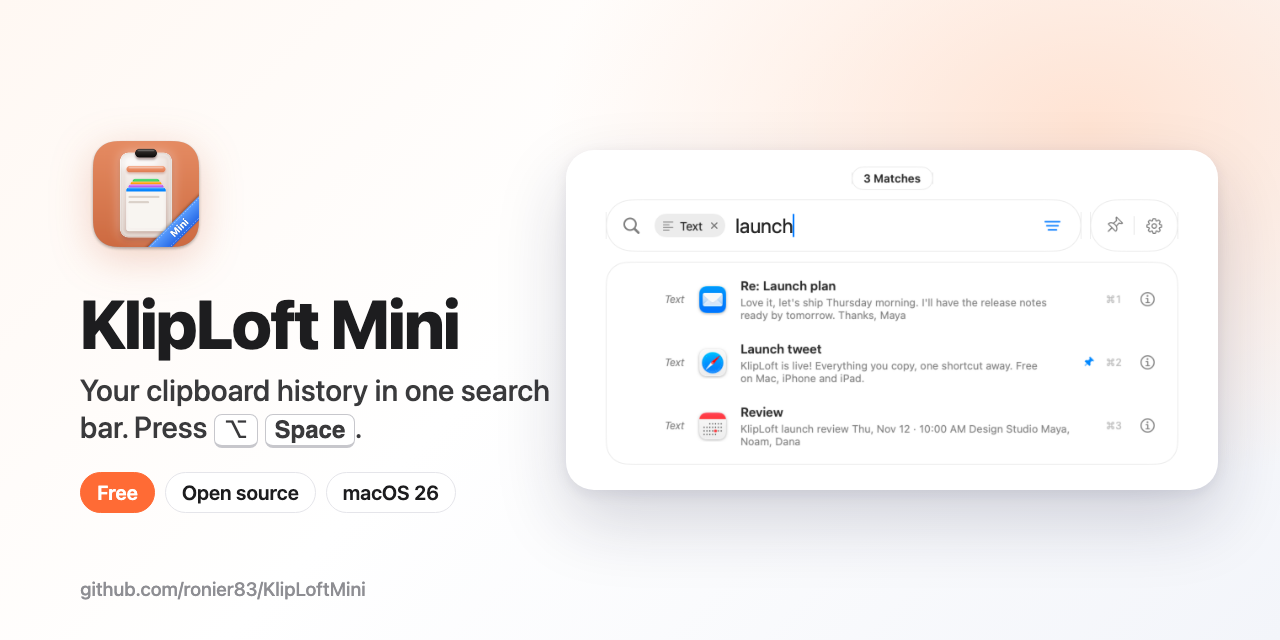 Mini
KlipLoft Mini
Your clipboard history in one search
bar. Press ⌥ Space.
Free
Open source
macOS 26
github.com/ronier83/KlipLoftMini
3 Matches
Text × launch
Text
Re: Launch plan
Love it, let's ship Thursday morning. I'll have the release notes
ready by tomorrow. Thanks, Maya
⌘1
Text
Launch tweet
KlipLoft is live! Everything you copy, one shortcut away. Free
on Mac, iPhone and iPad.
⌘2
Text
Review
KlipLoft launch review Thu, Nov 12 · 10:00 AM Design Studio Maya,
Noam, Dana
⌘3